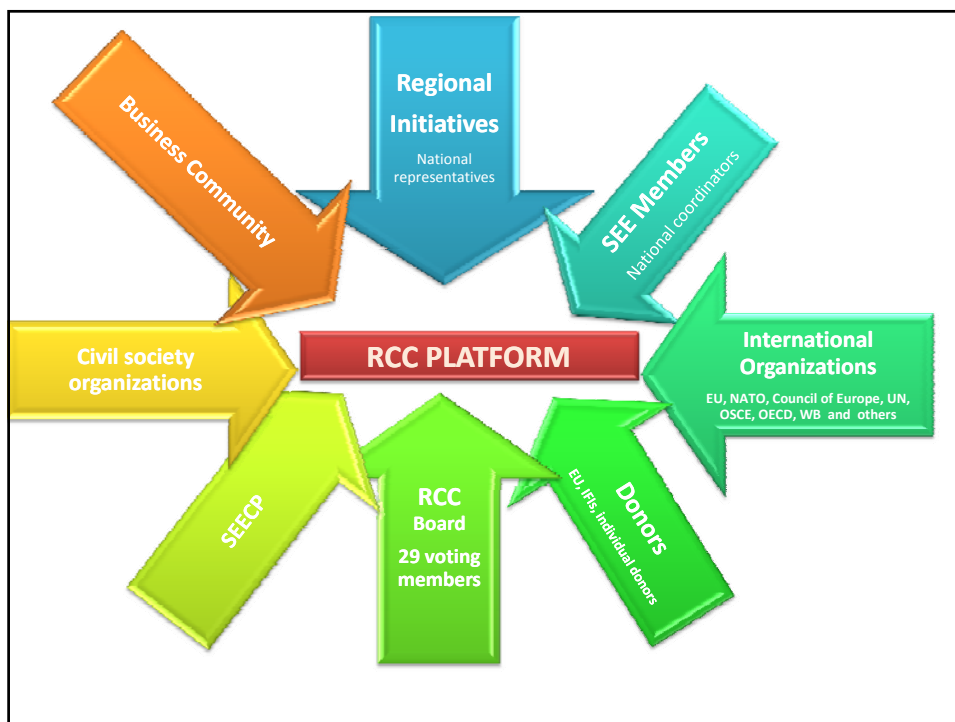 Regional
Initiatives
National
representatives
Business Community
SEE Members
National coordinators
Civil society
organizations
RCC PLATFORM
International
Organizations
EU, NATO, Council of Europe, UN,
OSCE, OECD, WB and others
SEECP
RCC
Board
29 voting
members
Donors
EU, IFIs, individual donors